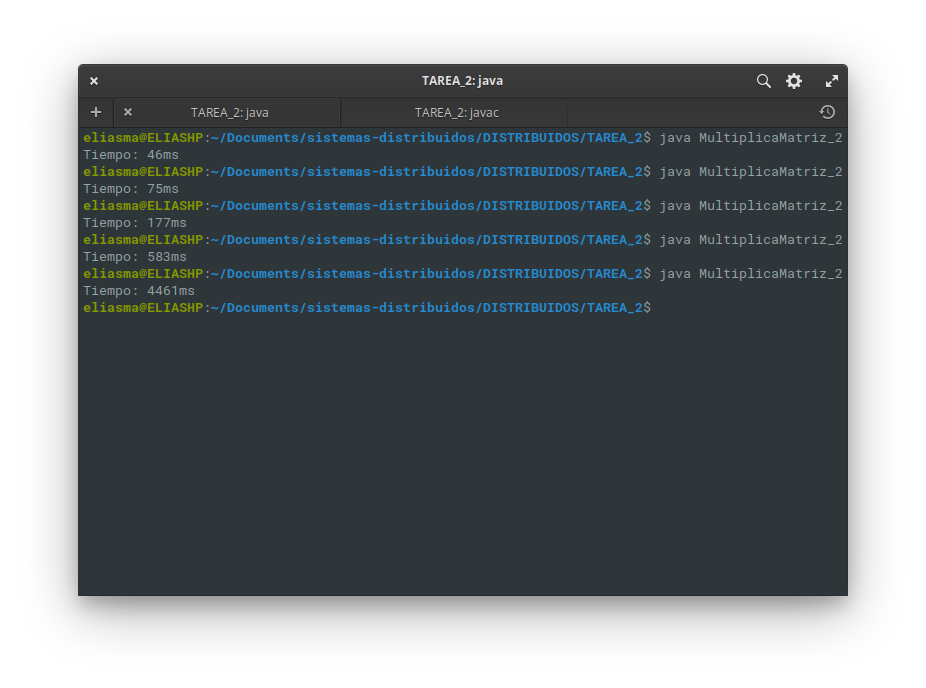 TAREA_2: java
TAREA_2: java TAREA_2: javac
eliasma@ELIASHP:~/Documents/sistemas-distribuidos/DISTRIBUIDOS/TAREA_2$ java MultiplicaMatriz_2
Tiempo: 46ms
eliasma@ELIASHP:~/Documents/sistemas-distribuidos/DISTRIBUIDOS/TAREA_2$ java MultiplicaMatriz_2
Tiempo: 75ms
eliasma@ELIASHP:~/Documents/sistemas-distribuidos/DISTRIBUIDOS/TAREA_2$ java MultiplicaMatriz_2
Tiempo: 177ms
eliasma@ELIASHP:~/Documents/sistemas-distribuidos/DISTRIBUIDOS/TAREA_2$ java MultiplicaMatriz_2
Tiempo: 583ms
eliasma@ELIASHP:~/Documents/sistemas-distribuidos/DISTRIBUIDOS/TAREA_2$ java MultiplicaMatriz_2
Tiempo: 4461ms
eliasma@ELIASHP:~/Documents/sistemas-distribuidos/DISTRIBUIDOS/TAREA_2$